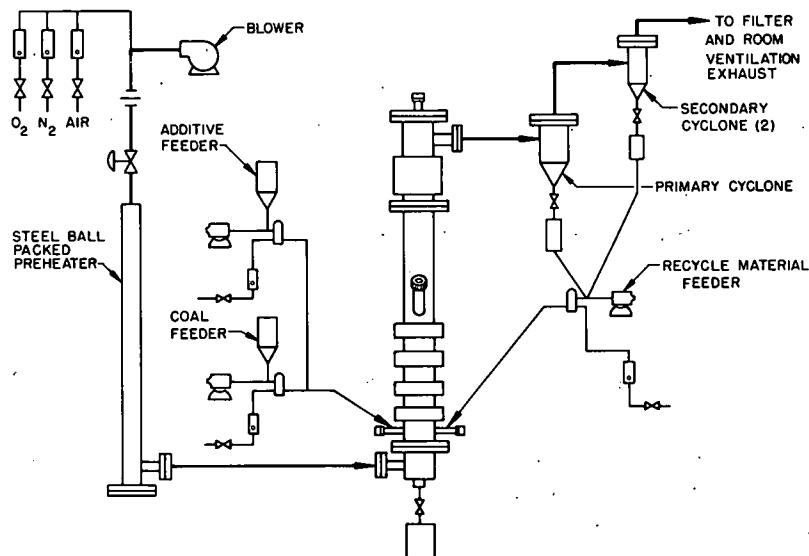 TO FILTER
AND ROOM
VENTILATION
EXHAUST
BLOWER
O2 N2 AIR
SECONDARY
CYCLONE (2)
ADDITIVE
FEEDER
PRIMARY CYCLONE
STEEL BALL
PACKED
PREHEATER
RECYCLE MATERIAL
FEEDER
COAL
FEEDER